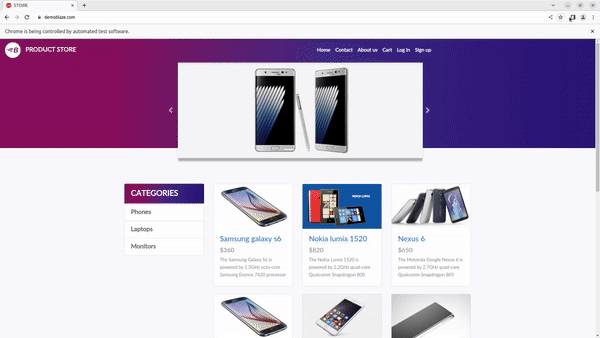 STORE
demoblaze.com
Chrome is being controlled by automated test software.
PRODUCT STORE
Home Contact About us Cart Log in Sign up
CATEGORIES
Phones
Laptops
Monitors
Samsung galaxy s6
$360
The Samsung Galaxy S6 is
powered by 1.5GHz octa-core
Samsung Exynos 7420 processor
Nokia lumia 1520
$820
The Nokia Lumia 1520 is
powered by 2.2GHz quad-core
Qualcomm Snapdragon 800
Nexus 6
$650
The Motorola Google Nexus 6 is
powered by 2.7GHz quad-core
Qualcomm Snapdragon 805